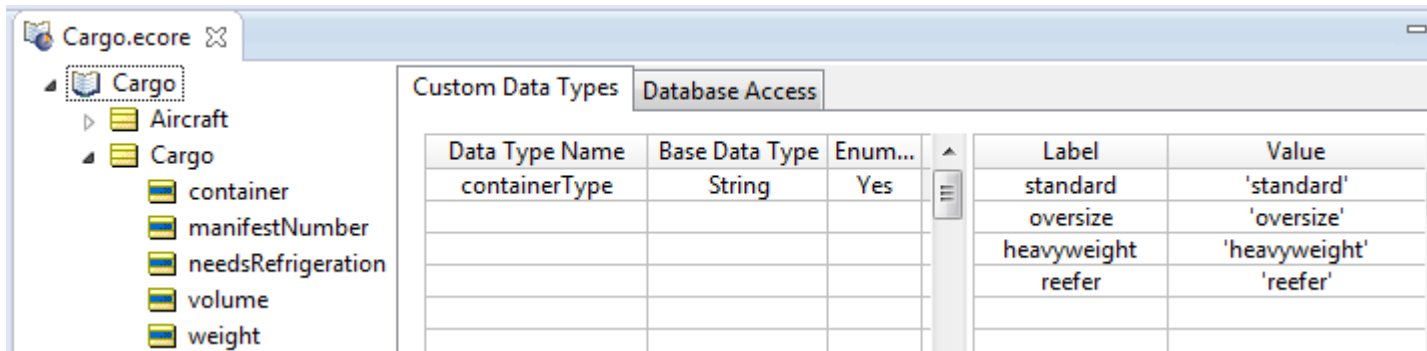 Cargo.ecore
Cargo
Aircraft
Cargo
container
manifestNumber
needsRefrigeration
volume
weight
Custom Data Types Database Access
Data Type Name Base Data Type Enum... Label Value
containerType String Yes standard 'standard'
oversize 'oversize'
heavyweight 'heavyweight'
reefer 'reefer'